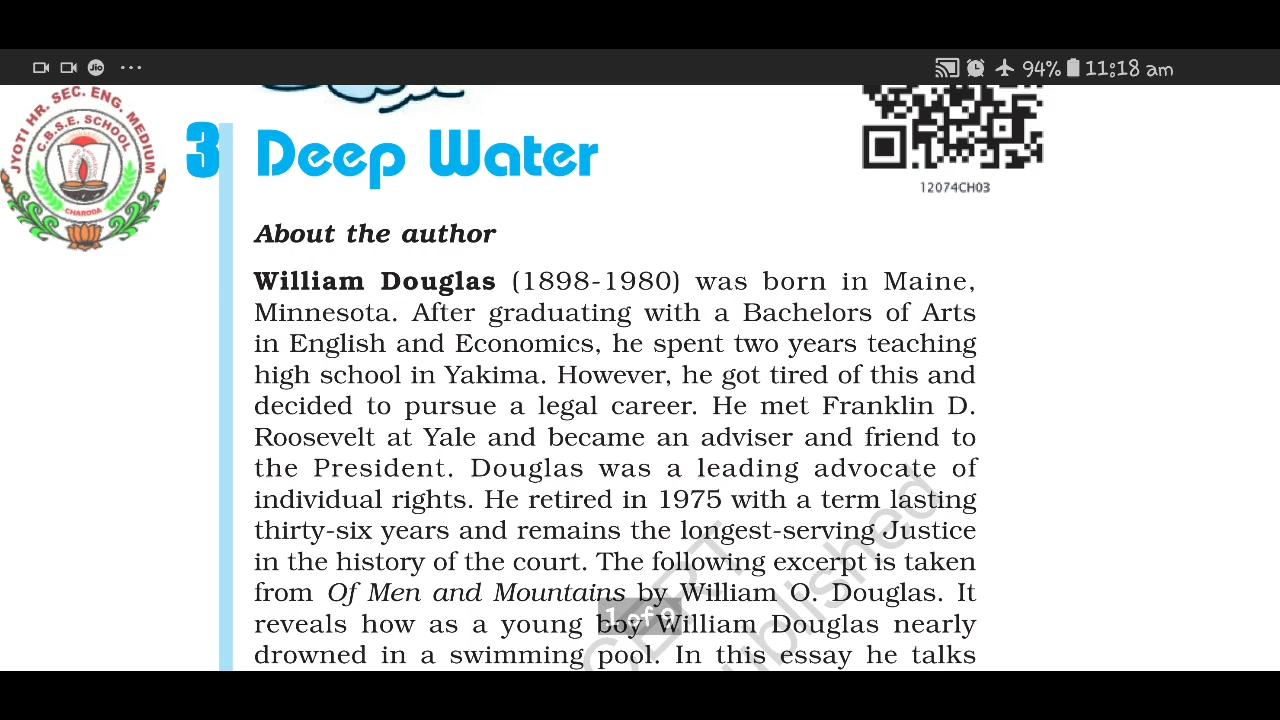 Jio ... 94% 11:18 am
JYOTI HR. SEC. ENG. MEDIUM
C.B.S.E. SCHOOL
CHARODA
3 Deep Water
12074CH03
About the author
William Douglas (1898-1980) was born in Maine,
Minnesota. After graduating with a Bachelors of Arts
in English and Economics, he spent two years teaching
high school in Yakima. However, he got tired of this and
decided to pursue a legal career. He met Franklin D.
Roosevelt at Yale and became an adviser and friend to
the President. Douglas was a leading advocate of
individual rights. He retired in 1975 with a term lasting
thirty-six years and remains the longest-serving Justice
in the history of the court. The following excerpt is taken
from Of Men and Mountains by William O. Douglas. It
reveals how as a young boy William Douglas nearly
drowned in a swimming pool. In this essay he talks
1 of 9